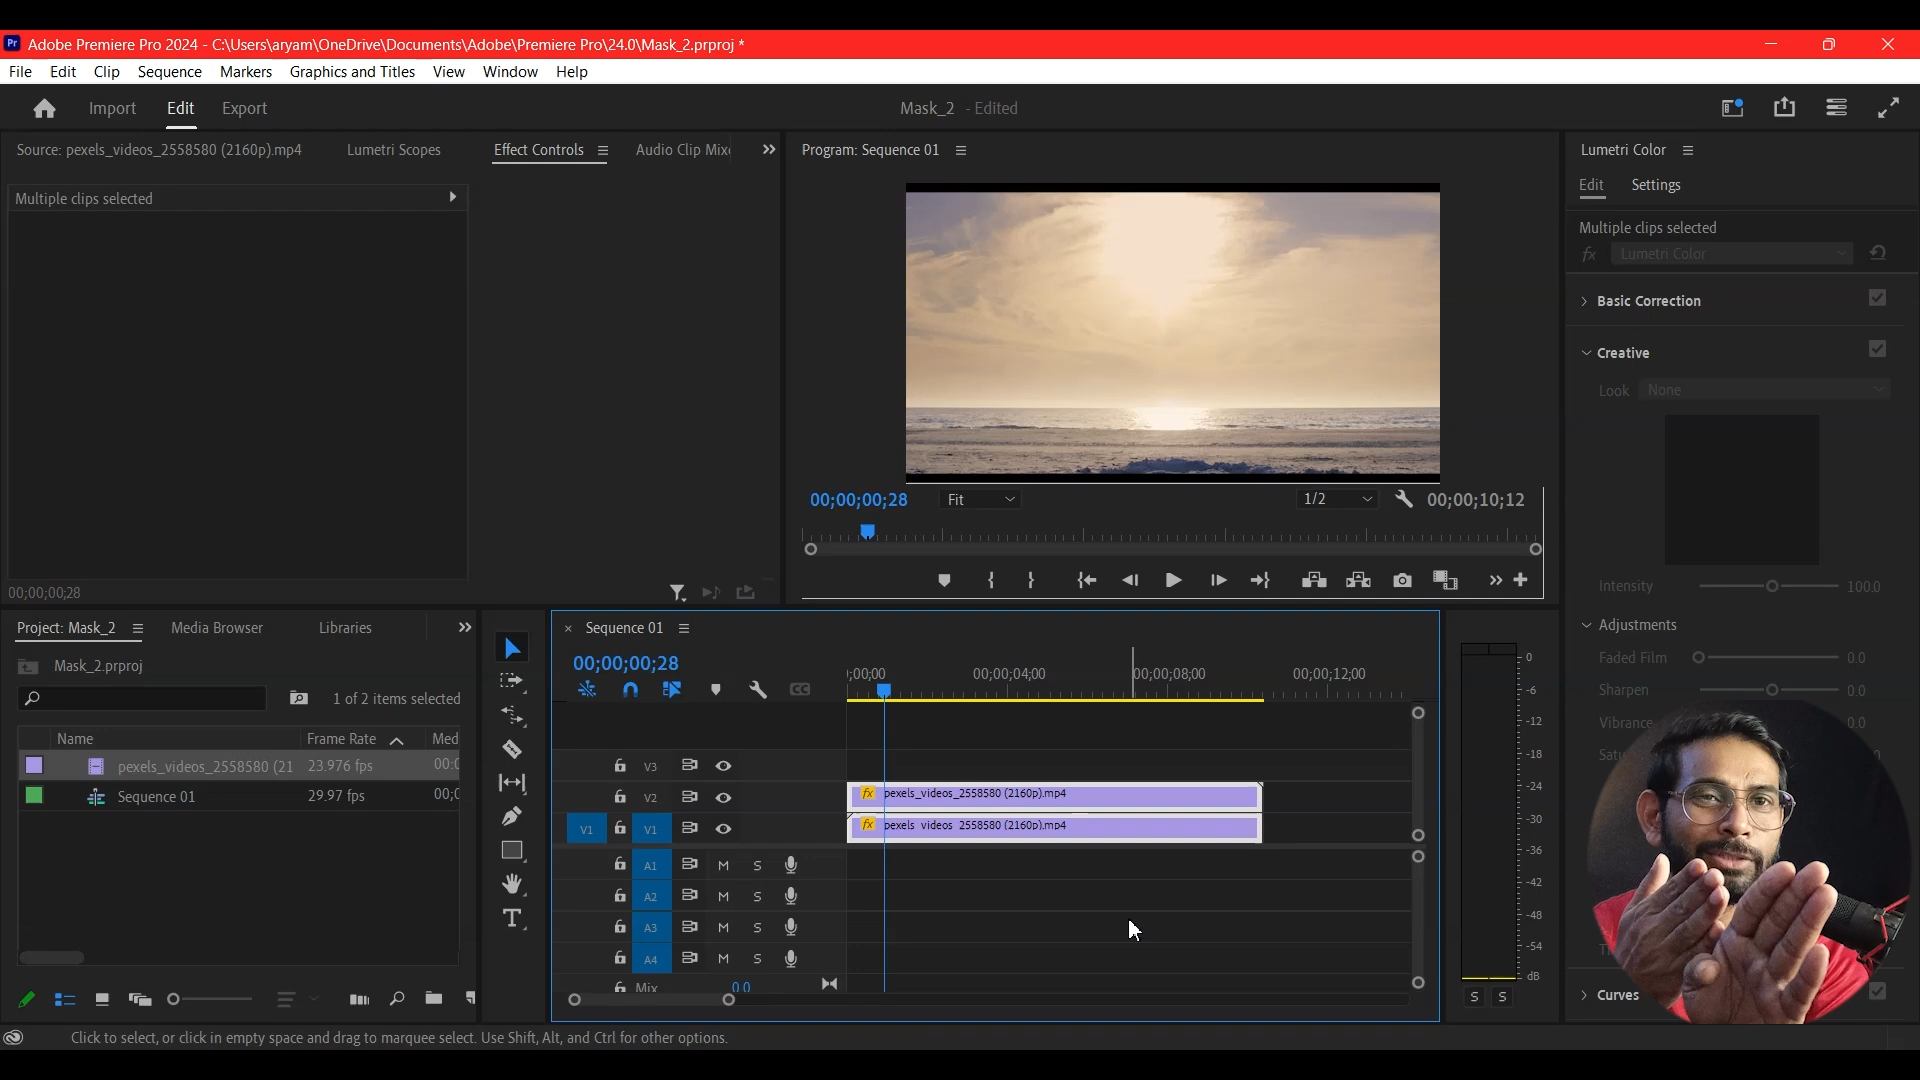 Pr Adobe Premiere Pro 2024 - C:\Users\aryam\OneDrive\Documents\Adobe\Premiere Pro\24.0\Mask_2.prproj *
File Edit Clip Sequence Markers Graphics and Titles View Window Help
Import Edit Export
Mask_2 - Edited
Source: pexels_videos_2558580 (2160p).mp4
Lumetri Scopes
Effect Controls
Audio Clip Mix
Multiple clips selected
00;00;00;28
Program: Sequence 01
00;00;00;28
Fit
1/2
00;00;10;12
Lumetri Color
Edit Settings
Multiple clips selected
fx Lumetri Color
Basic Correction
Creative
Look None
Intensity 100.0
Adjustments
Faded Film 0.0
Sharpen 0.0
Vibrance 0.0
Curves
Project: Mask_2
Media Browser
Libraries
Mask_2.prproj
1 of 2 items selected
Name Frame Rate Med
pexels_videos_2558580 (21 23.976 fps 00:0
Sequence 01 29.97 fps 00;0
Sequence 01
00;00;00;28
;00;00 00;00;04;00 00;00;08;00 00;00;12;00
CC
V3
V2
fx pexels_videos_2558580 (2160p).mp4
V1 V1
fx pexels_videos_2558580 (2160p).mp4
A1 M S
A2 M S
A3 M S
A4 M S
Mix 0.0
0
-6
-12
-18
-24
-30
-36
-42
-48
-54
dB
S S
Click to select, or click in empty space and drag to marquee select. Use Shift, Alt, and Ctrl for other options.